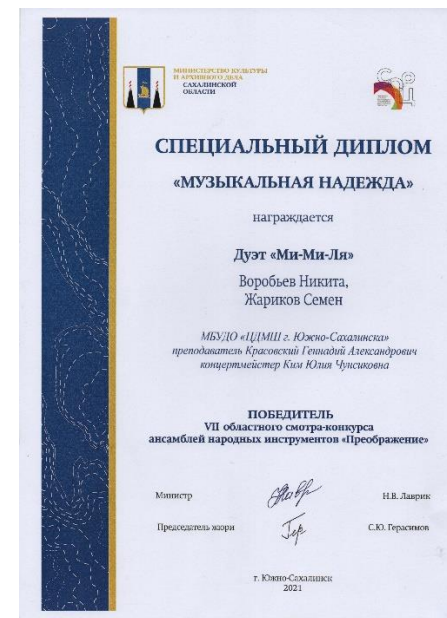 МИНИСТЕРСТВО КУЛЬТУРЫ
И АРХИВНОГО ДЕЛА
САХАЛИНСКОЙ
ОБЛАСТИ
СПЕЦИАЛЬНЫЙ ДИПЛОМ
«МУЗЫКАЛЬНАЯ НАДЕЖДА»
награждается
Дуэт «Ми-Ми-Ля»
Воробьев Никита,
Жариков Семен
МБУДО «ЦДМШ г. Южно-Сахалинска»
преподаватель Красовский Геннадий Александрович
концертмейстер Ким Юлия Чунсиковна
ПОБЕДИТЕЛЬ
VII областного смотра-конкурса
ансамблей народных инструментов «Преображение»
Министр Н.В. Лаврик
Председатель жюри С.Ю. Герасимов
г. Южно-Сахалинск
2021